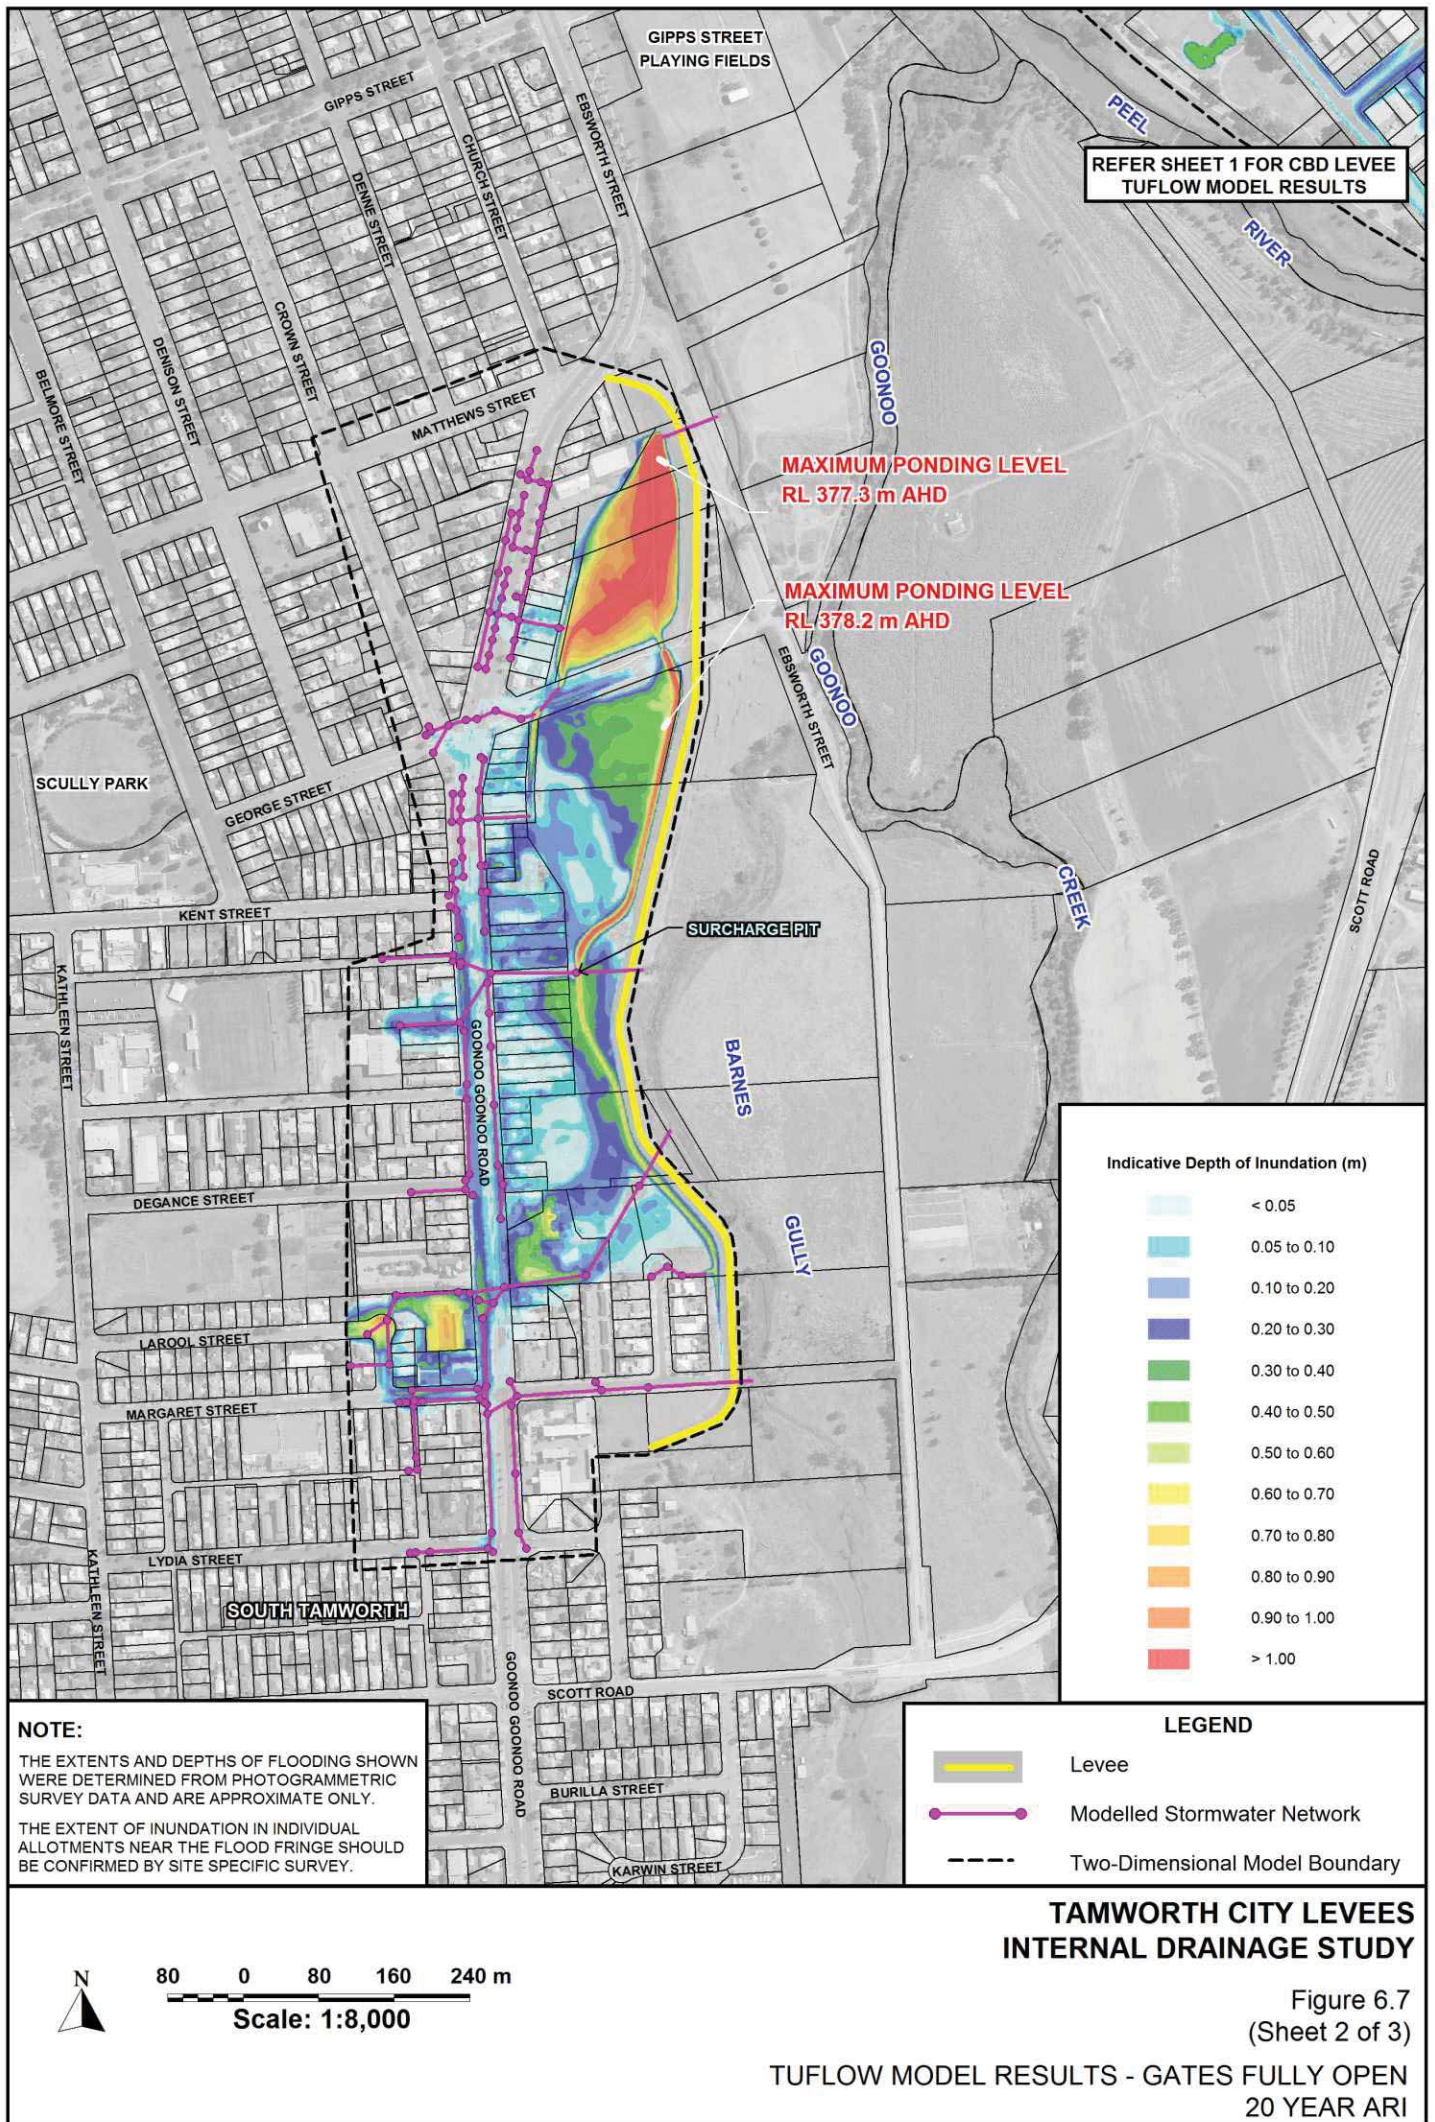 GIPPS STREET
PLAYING FIELDS
GIPPS STREET
EBSWORTH STREET
CHURCH STREET
DENNE STREET
PEEL
REFER SHEET 1 FOR CBD LEVEE
TUFLOW MODEL RESULTS
RIVER
CROWN STREET
DENISON STREET
BELMORE STREET
MATTHEWS STREET
GOONOO
MAXIMUM PONDING LEVEL
RL 377.3 m AHD
MAXIMUM PONDING LEVEL
RL 378.2 m AHD
EBSWORTH STREET
GOONOO
SCULLY PARK
GEORGE STREET
CREEK
SCOTT ROAD
KENT STREET
SURCHARGE PIT
KATHLEEN STREET
GOONOO GOONOO ROAD
BARNES
DEGANCE STREET
GULLY
LAROOL STREET
MARGARET STREET
LYDIA STREET
KATHLEEN STREET
SOUTH TAMWORTH
GOONOO GOONOO ROAD
SCOTT ROAD
BURILLA STREET
KARWIN STREET
Indicative Depth of Inundation (m)
< 0.05
0.05 to 0.10
0.10 to 0.20
0.20 to 0.30
0.30 to 0.40
0.40 to 0.50
0.50 to 0.60
0.60 to 0.70
0.70 to 0.80
0.80 to 0.90
0.90 to 1.00
> 1.00
NOTE:
THE EXTENTS AND DEPTHS OF FLOODING SHOWN
WERE DETERMINED FROM PHOTOGRAMMETRIC
SURVEY DATA AND ARE APPROXIMATE ONLY.
THE EXTENT OF INUNDATION IN INDIVIDUAL
ALLOTMENTS NEAR THE FLOOD FRINGE SHOULD
BE CONFIRMED BY SITE SPECIFIC SURVEY.
LEGEND
Levee
Modelled Stormwater Network
Two-Dimensional Model Boundary
N
80 0 80 160 240 m
Scale: 1:8,000
TAMWORTH CITY LEVEES
INTERNAL DRAINAGE STUDY
Figure 6.7
(Sheet 2 of 3)
TUFLOW MODEL RESULTS - GATES FULLY OPEN
20 YEAR ARI